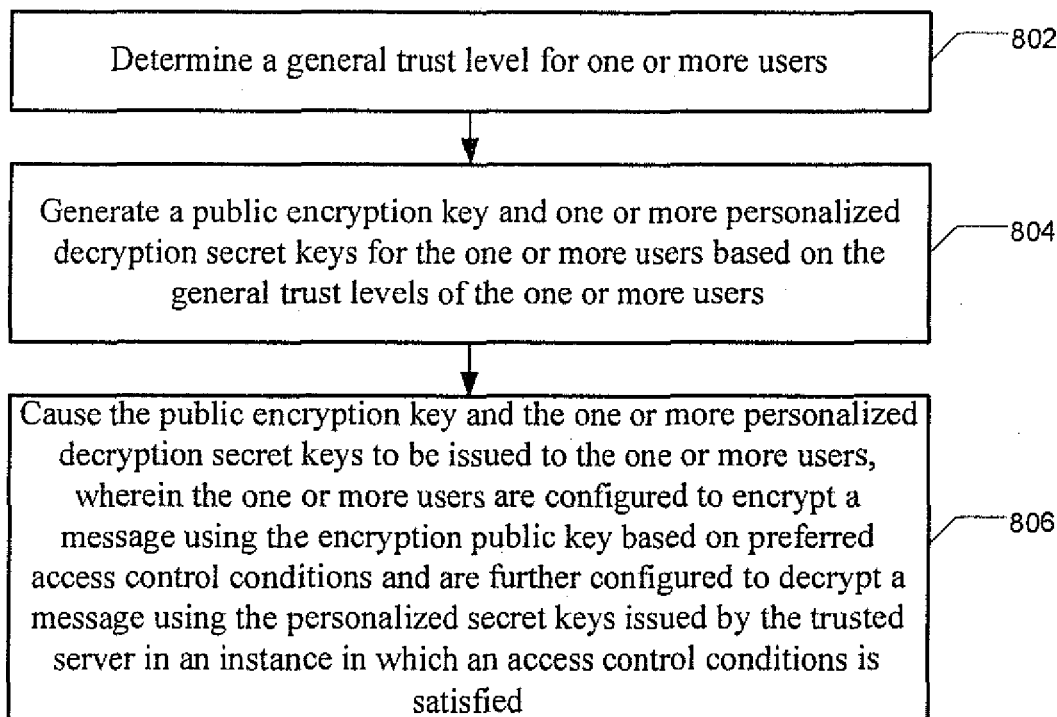 Determine a general trust level for one or more users
802
Generate a public encryption key and one or more personalized
decryption secret keys for the one or more users based on the
general trust levels of the one or more users
804
Cause the public encryption key and the one or more personalized
decryption secret keys to be issued to the one or more users,
wherein the one or more users are configured to encrypt a
message using the encryption public key based on preferred
access control conditions and are further configured to decrypt a
message using the personalized secret keys issued by the trusted
server in an instance in which an access control conditions is
satisfied
806